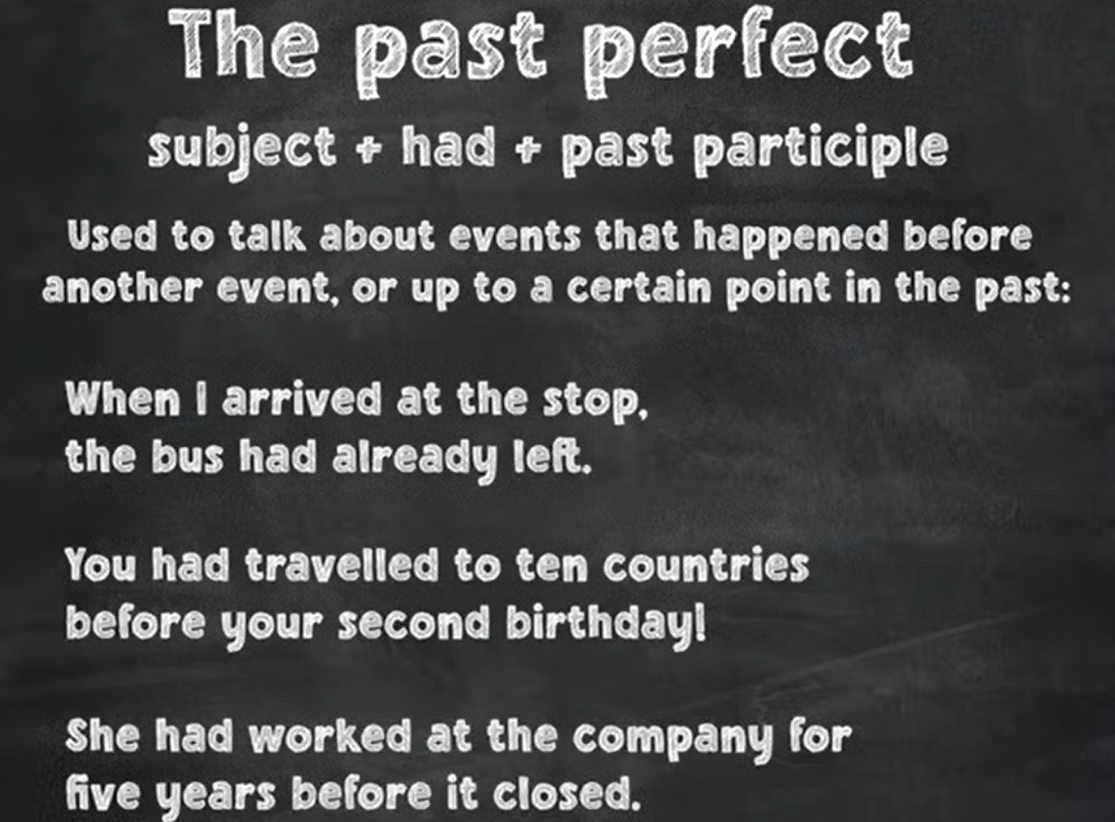 The past perfect
subject + had + past participle
Used to talk about events that happened before
another event, or up to a certain point in the past:
When I arrived at the stop,
the bus had already left.
You had travelled to ten countries
before your second birthday!
She had worked at the company for
five years before it closed.